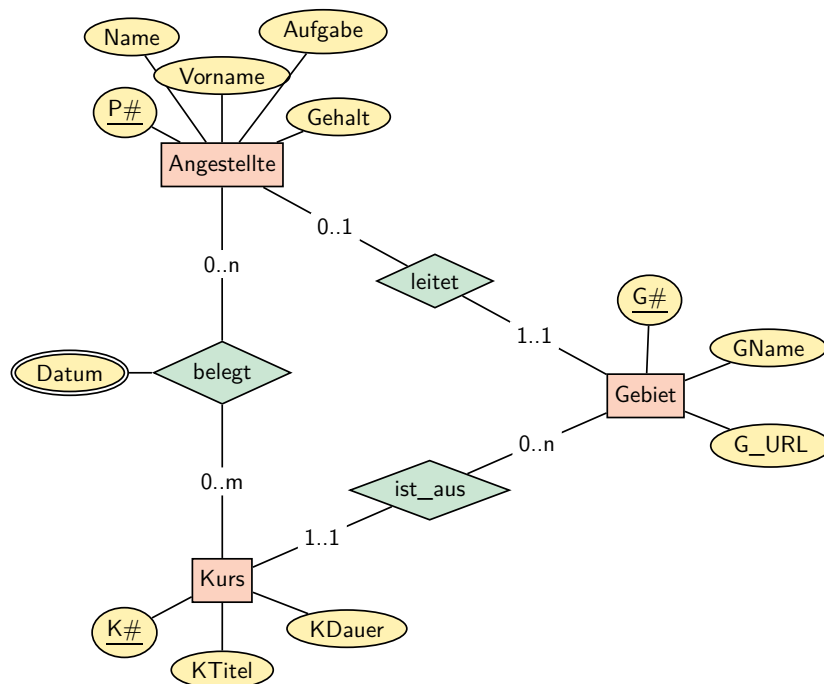 Name
Aufgabe
Vorname
P#
Gehalt
Angestellte
0..n
0..1
leitet
1..1
G#
GName
Gebiet
G_URL
Datum
belegt
0..m
0..n
ist_aus
1..1
Kurs
K#
KTitel
KDauer